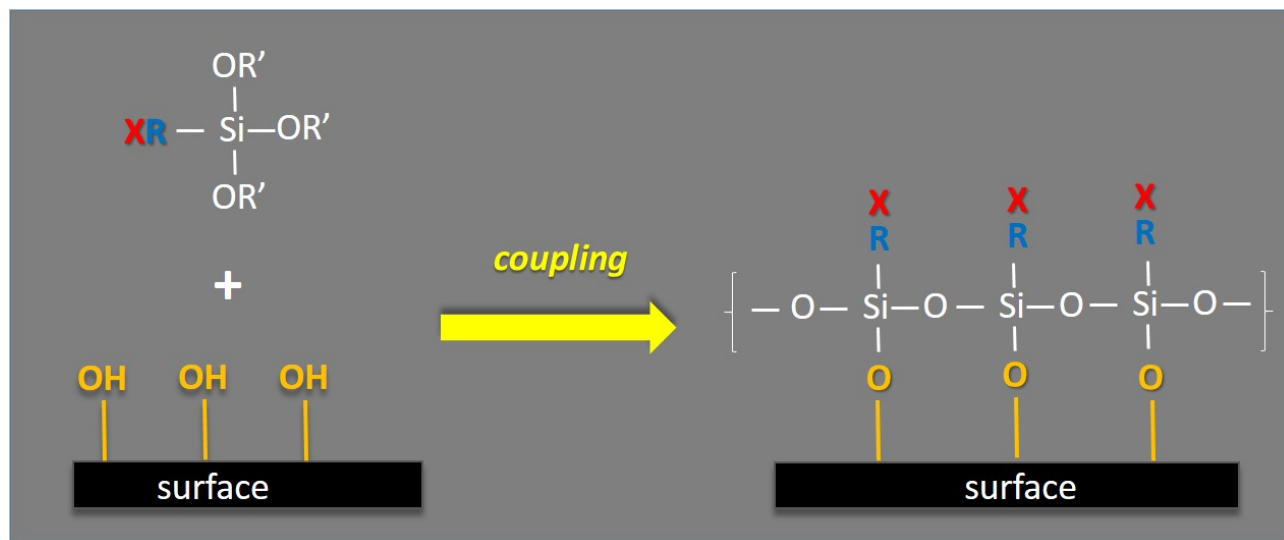 OR’
XR — Si — OR’
OR’
+
OH OH OH
surface
coupling
X X X
R R R
— O — Si — O — Si — O — Si — O —
O O O
surface